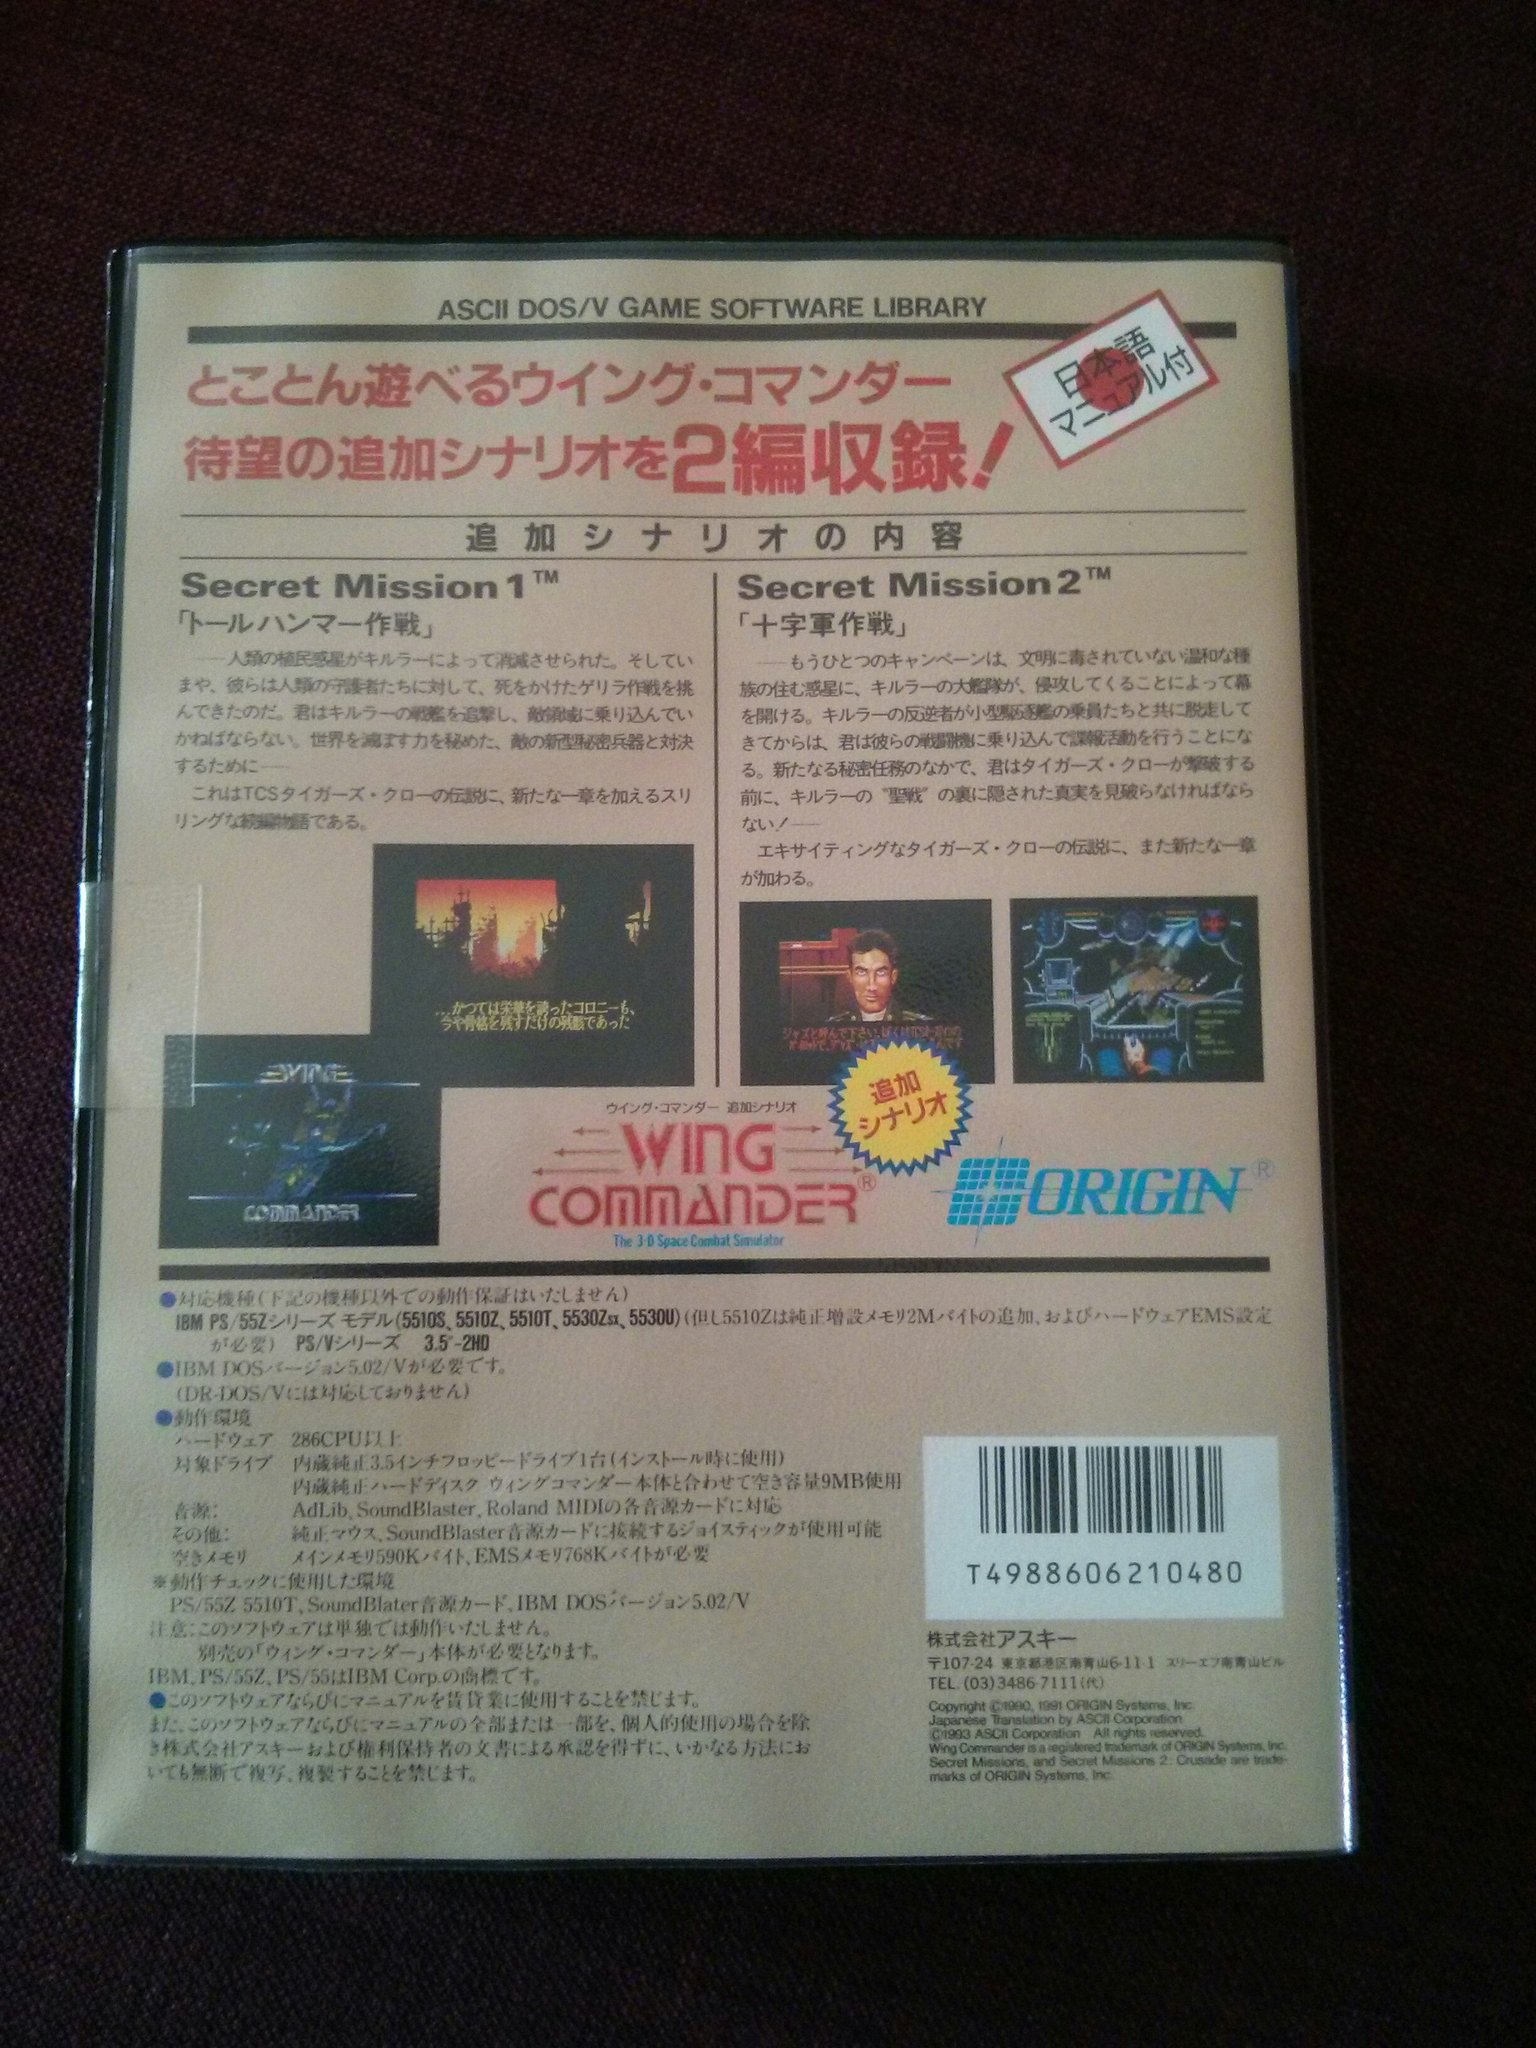 ASCII DOS/V GAME SOFTWARE LIBRARY
日本語
マニュアル付
とことん遊べるウイング・コマンダー
待望の追加シナリオを2編収録!
追加シナリオの内容
Secret Mission 1™
「トールハンマー作戦」
――人類の植民惑星がキルラーによって消滅させられた。そしてい
まや、彼らは人類の守護者たちに対して、死をかけたゲリラ作戦を挑
んできたのだ。君はキルラーの戦艦を追撃し、敵領域に乗り込んでい
かねばならない。世界を滅ぼす力を秘めた、敵の新型秘密兵器と対決
するために――
これはTCSタイガーズ・クローの伝説に、新たな一章を加えるスリ
リングな続編物語である。
Secret Mission 2™
「十字軍作戦」
――もうひとつのキャンペーンは、文明に毒されていない温和な種
族の住む惑星に、キルラーの大艦隊が、侵攻してくることによって幕
を開ける。キルラーの反逆者が小型駆逐艦の乗員たちと共に脱走して
きてからは、君は彼らの戦闘機に乗り込んで諜報活動を行うことにな
る。新たなる秘密任務のなかで、君はタイガーズ・クローが撃破する
前に、キルラーの"聖戦"の裏に隠された真実を見破らなければなら
ない!――
エキサイティングなタイガーズ・クローの伝説に、また新たな一章
が加わる。
…かつては栄華を誇ったコロニーも、
今や骨格を残すだけの残骸であった
ジャズと呼んで下さい。ぼくはTCS
WING
COMMANDER
ウイング・コマンダー 追加シナリオ
WING
COMMANDER®
The 3-D Space Combat Simulator
追加
シナリオ
ORIGIN®
●対応機種(下記の機種以外での動作保証はいたしません)
IBM PS/55Zシリーズ モデル(5510S、5510Z、5510T、5530Zsx、5530U)(但し5510Zは純正増設メモリ2Mバイトの追加、およびハードウェアEMS設定
が必要) PS/Vシリーズ 3.5"-2HD
●IBM DOSバージョン5.02/Vが必要です。
(DR-DOS/Vには対応しておりません)
●動作環境
ハードウェア 286CPU以上
対象ドライブ 内蔵純正3.5インチフロッピードライブ1台(インストール時に使用)
内蔵純正ハードディスク ウィングコマンダー本体と合わせて空き容量9MB使用
音源: AdLib、SoundBlaster、Roland MIDIの各音源カードに対応
その他: 純正マウス、SoundBlaster音源カードに接続するジョイスティックが使用可能
空きメモリ メインメモリ590Kバイト、EMSメモリ768Kバイトが必要
※動作チェックに使用した環境
PS/55Z 5510T、SoundBlater音源カード、IBM DOSバージョン5.02/V
注意:このソフトウェアは単独では動作いたしません。
別売の「ウィング・コマンダー」本体が必要となります。
IBM、PS/55Z、PS/55はIBM Corp.の商標です。
●このソフトウェアならびにマニュアルを賃貸業に使用することを禁じます。
また、このソフトウェアならびにマニュアルの全部または一部を、個人的使用の場合を除
き株式会社アスキーおよび権利保持者の文書による承認を得ずに、いかなる方法にお
いても無断で複写、複製することを禁じます。
T4988606210480
株式会社アスキー
〒107-24 東京都港区南青山6-11-1 スリーエフ南青山ビル
TEL.(03)3486-7111(代)
Copyright ©1990, 1991 ORIGIN Systems, Inc.
Japanese Translation by ASCII Corporation
©1993 ASCII Corporation All rights reserved.
Wing Commander is a registered trademark of ORIGIN Systems, Inc.
Secret Missions, and Secret Missions 2: Crusade are trade-
marks of ORIGIN Systems, Inc.